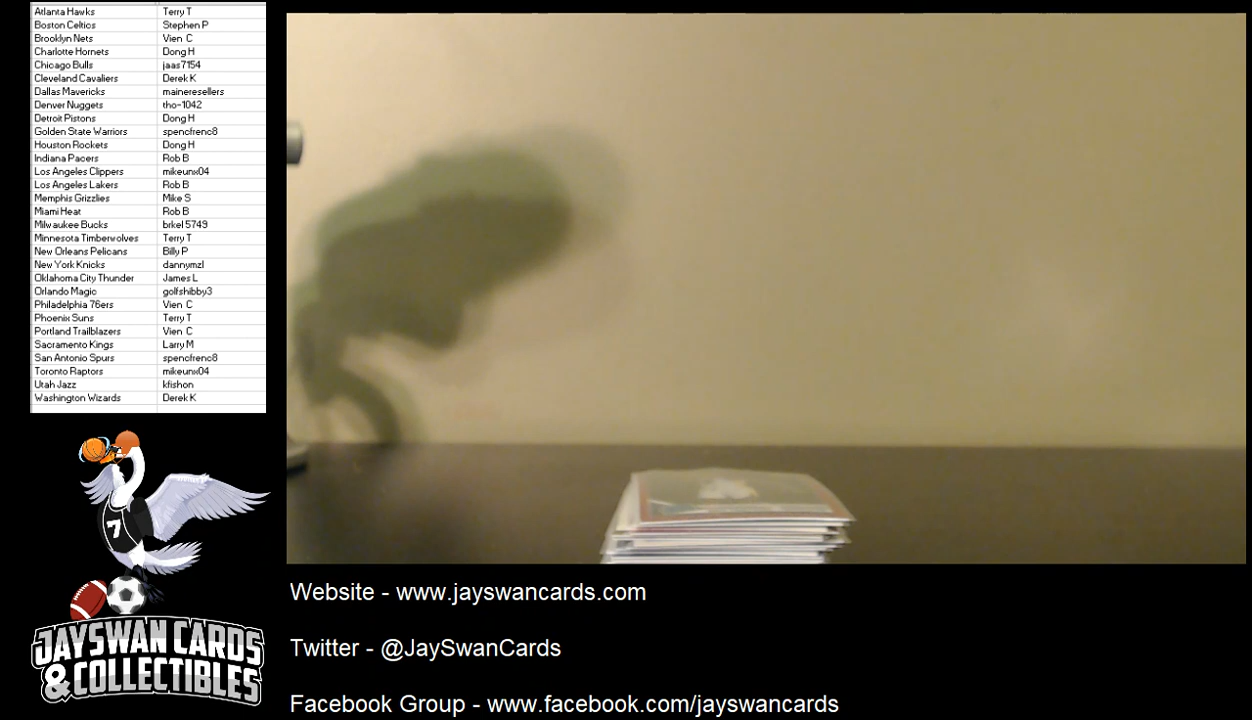 Atlanta Hawks Terry T
Boston Celtics Stephen P
Brooklyn Nets Vien C
Charlotte Hornets Dong H
Chicago Bulls jaas7154
Cleveland Cavaliers Derek K
Dallas Mavericks maineresellers
Denver Nuggets tho-1042
Detroit Pistons Dong H
Golden State Warriors spencfrenc8
Houston Rockets Dong H
Indiana Pacers Rob B
Los Angeles Clippers mikeunx04
Los Angeles Lakers Rob B
Memphis Grizzlies Mike S
Miami Heat Rob B
Milwaukee Bucks brkel5749
Minnesota Timberwolves Terry T
New Orleans Pelicans Billy P
New York Knicks dannymzl
Oklahoma City Thunder James L
Orlando Magic golfshibby3
Philadelphia 76ers Vien C
Phoenix Suns Terry T
Portland Trailblazers Vien C
Sacramento Kings Larry M
San Antonio Spurs spencfrenc8
Toronto Raptors mikeunx04
Utah Jazz kfishon
Washington Wizards Derek K
7
JAYSWAN CARDS
& COLLECTIBLES
Website - www.jayswancards.com
Twitter - @JaySwanCards
Facebook Group - www.facebook.com/jayswancards